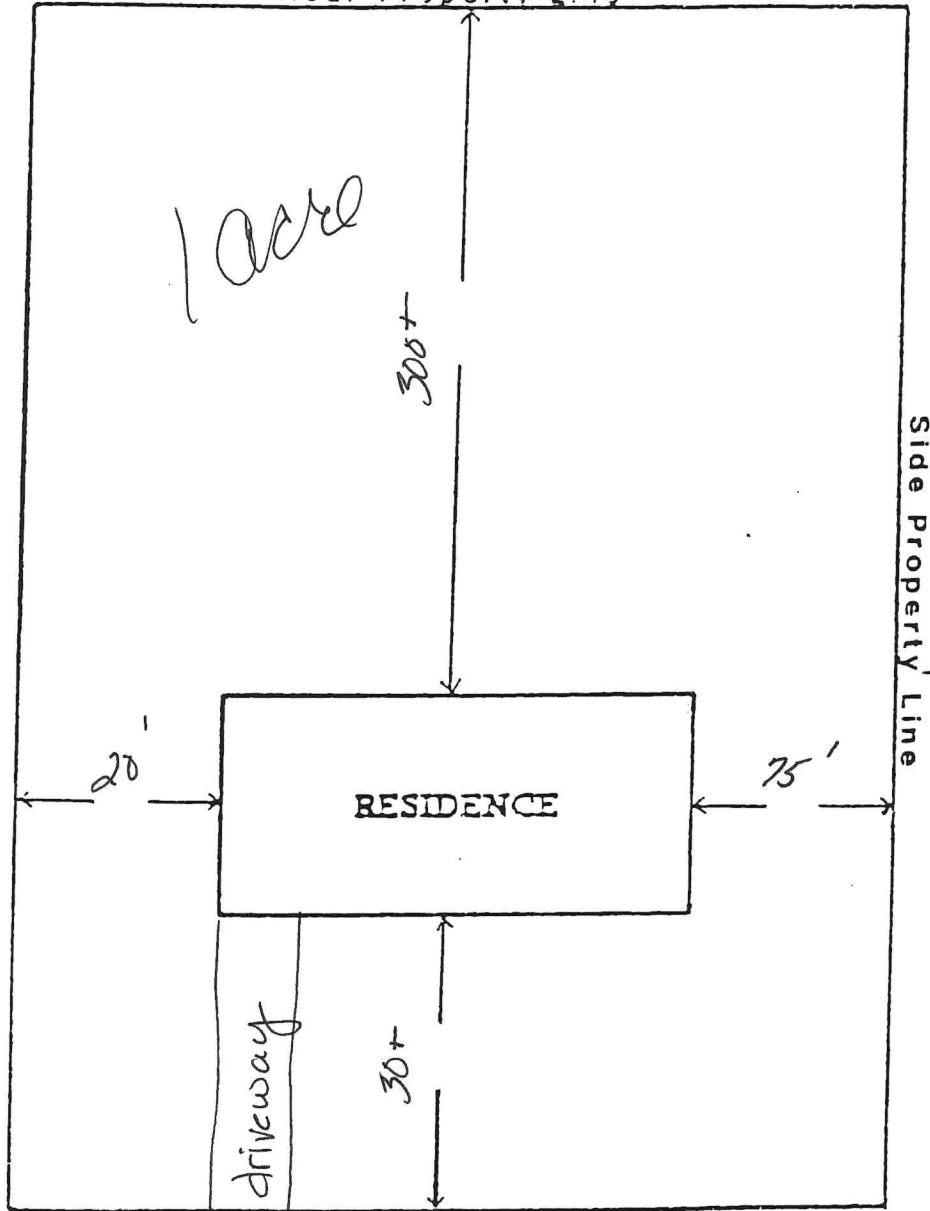 1 acre
300+
Side Property Line
20'
RESIDENCE
75'
driveway
30+